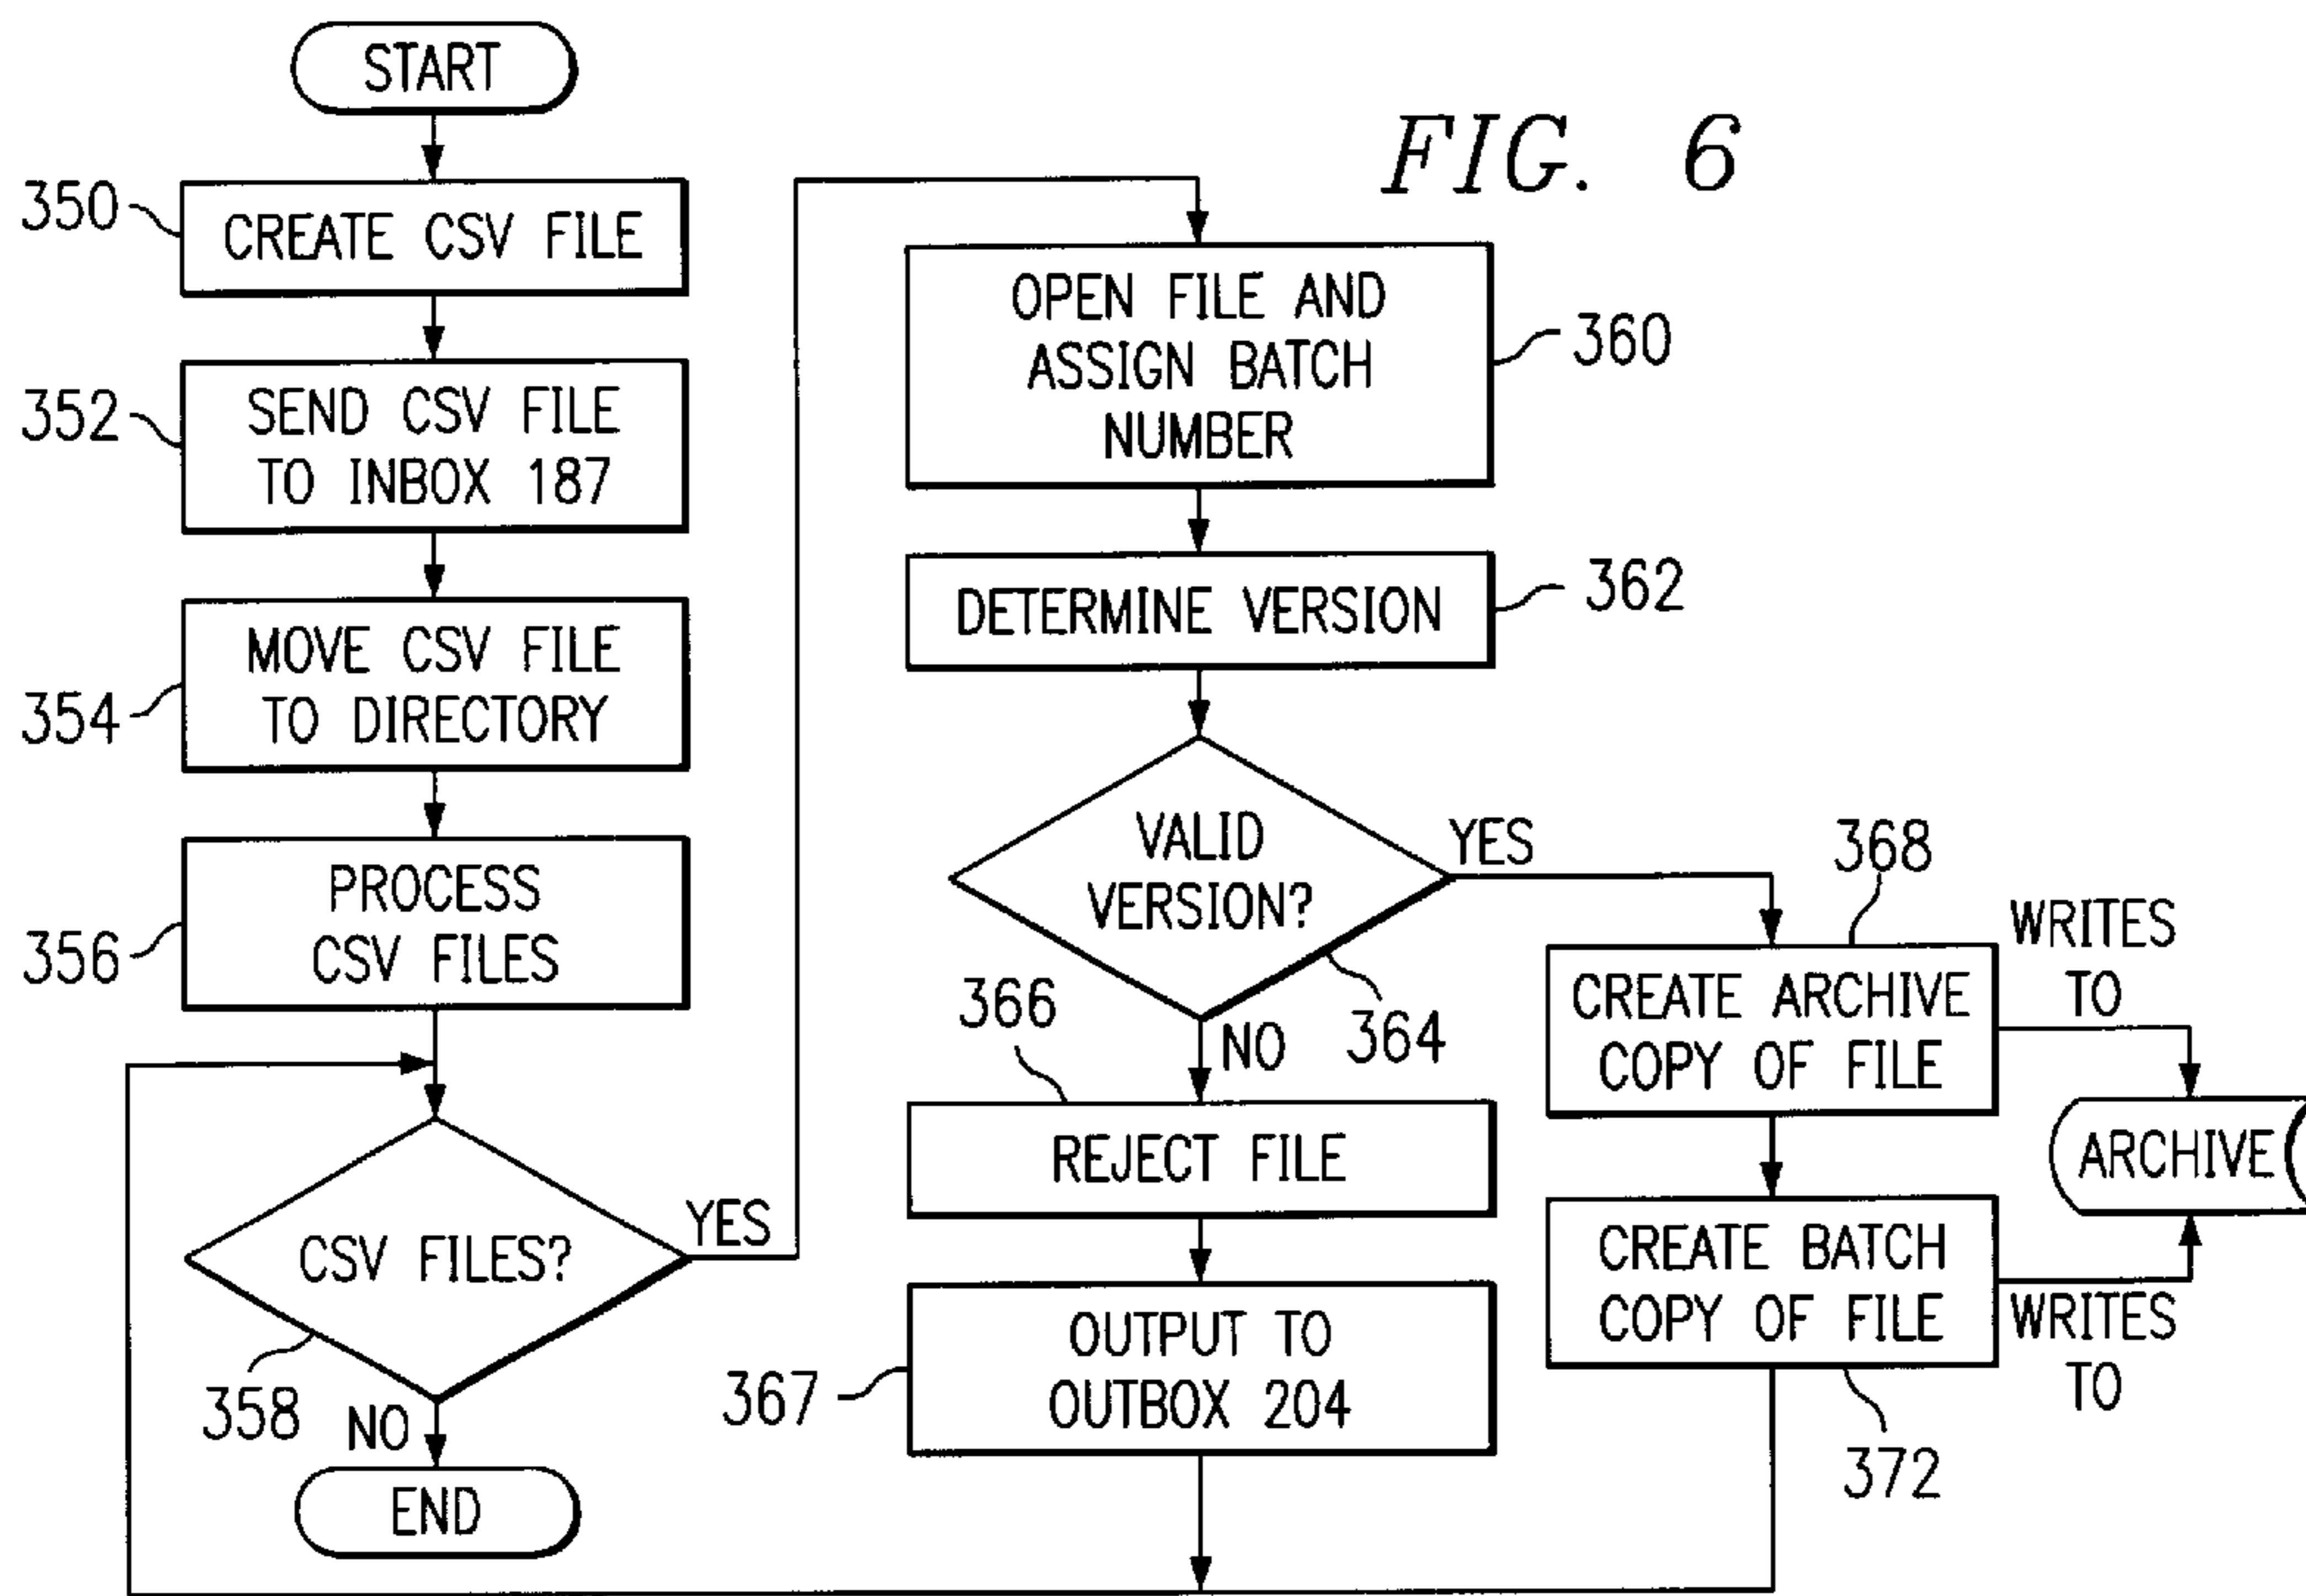 FIG. 6
START
350
CREATE CSV FILE
352
SEND CSV FILE
TO INBOX 187
354
MOVE CSV FILE
TO DIRECTORY
356
PROCESS
CSV FILES
CSV FILES?
YES
358
NO
END
OPEN FILE AND
ASSIGN BATCH
NUMBER
360
DETERMINE VERSION
362
VALID
VERSION?
YES
364
NO
366
REJECT FILE
367
OUTPUT TO
OUTBOX 204
368
CREATE ARCHIVE
COPY OF FILE
WRITES
TO
ARCHIVE
CREATE BATCH
COPY OF FILE
WRITES
TO
372